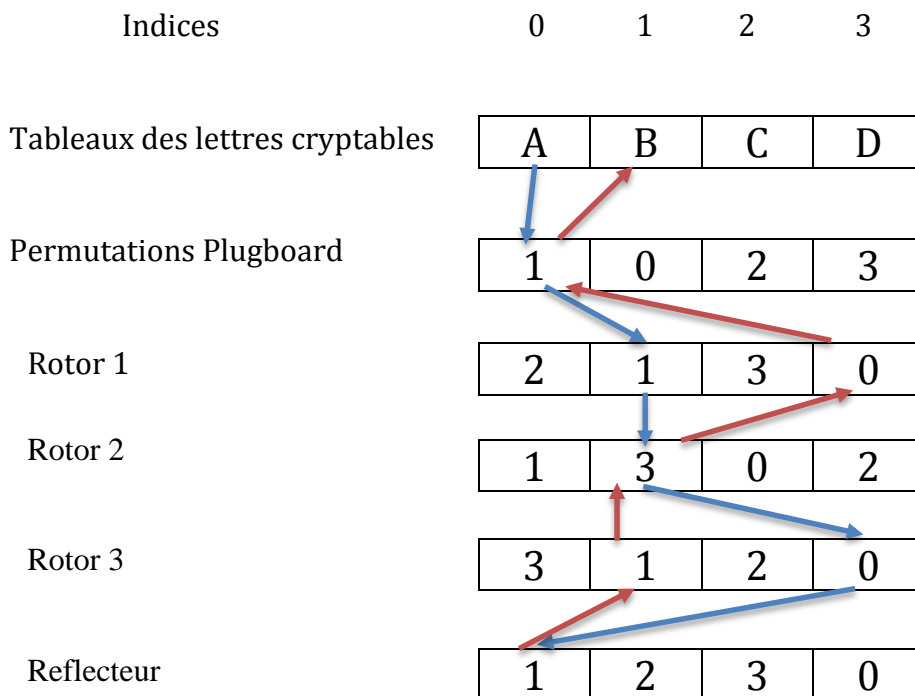 Indices 0 1 2 3
Tableaux des lettres cryptables A B C D
Permutations Plugboard 1 0 2 3
Rotor 1 2 1 3 0
Rotor 2 1 3 0 2
Rotor 3 3 1 2 0
Reflecteur 1 2 3 0